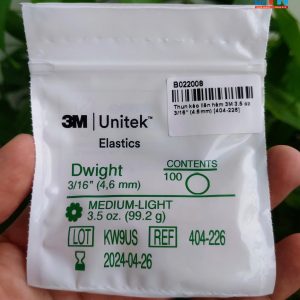 B022008
Thun kéo liên hàm 3M 3.5 oz
3/16" (4.6mm) [404-226]
3M | Unitek™
Elastics
Dwight
3/16" (4,6 mm)
CONTENTS
100
MEDIUM-LIGHT
3.5 oz. (99.2 g)
LOT KW9US REF 404-226
2024-04-26